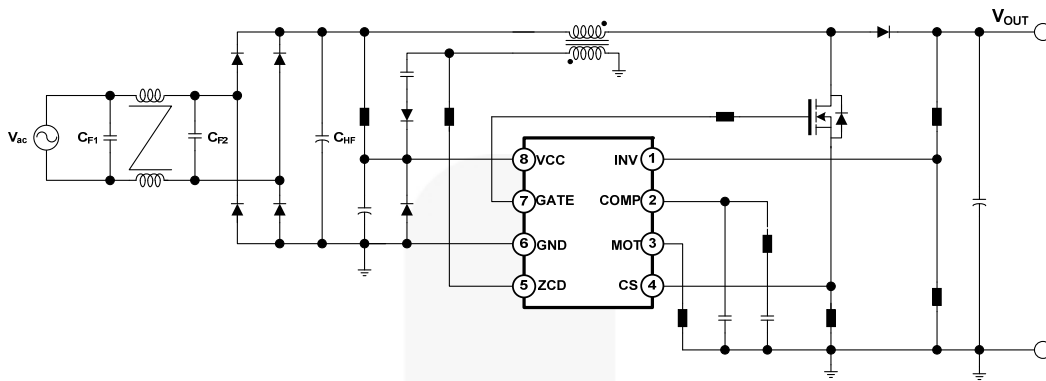 VOUT
Vac
CF1
CF2
CHF
8 VCC
INV 1
7 GATE
COMP 2
6 GND
MOT 3
5 ZCD
CS 4